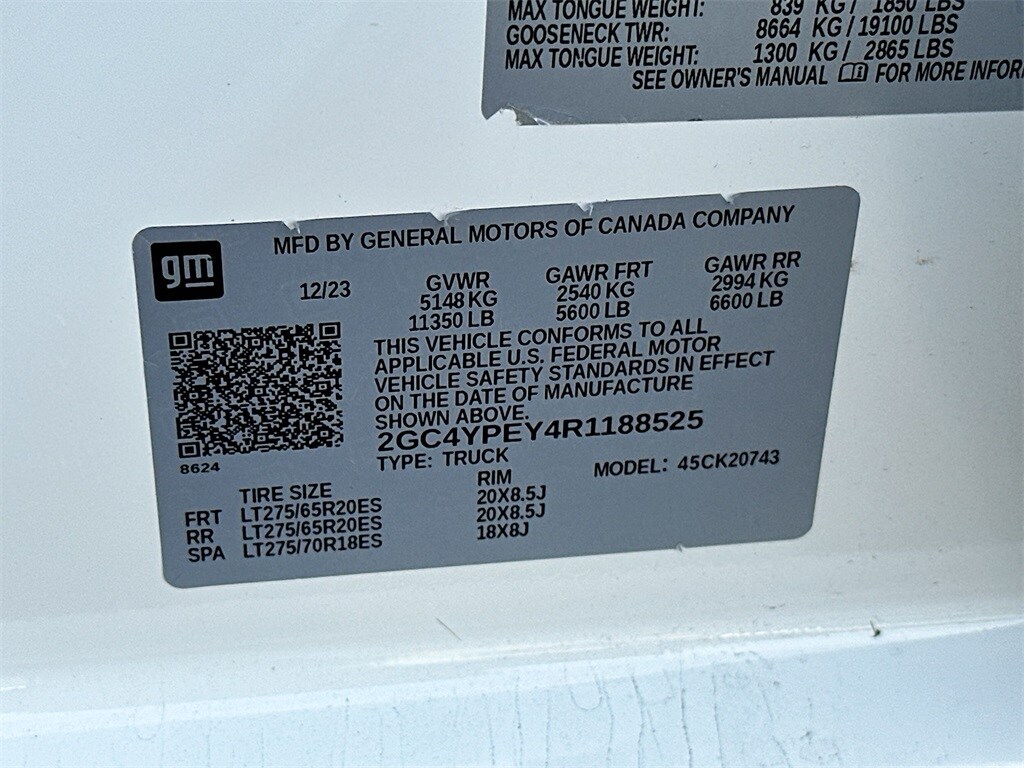 MAX TONGUE WEIGHT: 839 KG / 1850 LBS
GOOSENECK TWR: 8664 KG / 19100 LBS
MAX TONGUE WEIGHT: 1300 KG / 2865 LBS
SEE OWNER'S MANUAL FOR MORE INFOR
MFD BY GENERAL MOTORS OF CANADA COMPANY
gm
12/23 GVWR GAWR FRT GAWR RR
5148 KG 2540 KG 2994 KG
11350 LB 5600 LB 6600 LB
THIS VEHICLE CONFORMS TO ALL
APPLICABLE U.S. FEDERAL MOTOR
VEHICLE SAFETY STANDARDS IN EFFECT
ON THE DATE OF MANUFACTURE
SHOWN ABOVE.
2GC4YPEY4R1188525
8624
TYPE: TRUCK MODEL: 45CK20743
TIRE SIZE RIM
FRT LT275/65R20ES 20X8.5J
RR LT275/65R20ES 20X8.5J
SPA LT275/70R18ES 18X8J